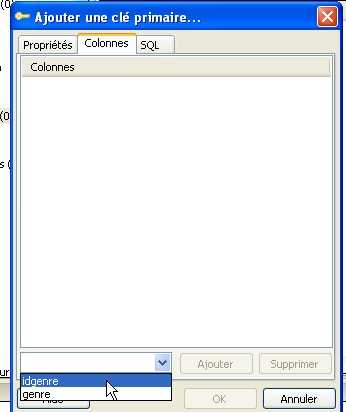 Ajouter une clé primaire...
Propriétés Colonnes SQL
Colonnes
Ajouter Supprimer
idgenre
genre
OK Annuler